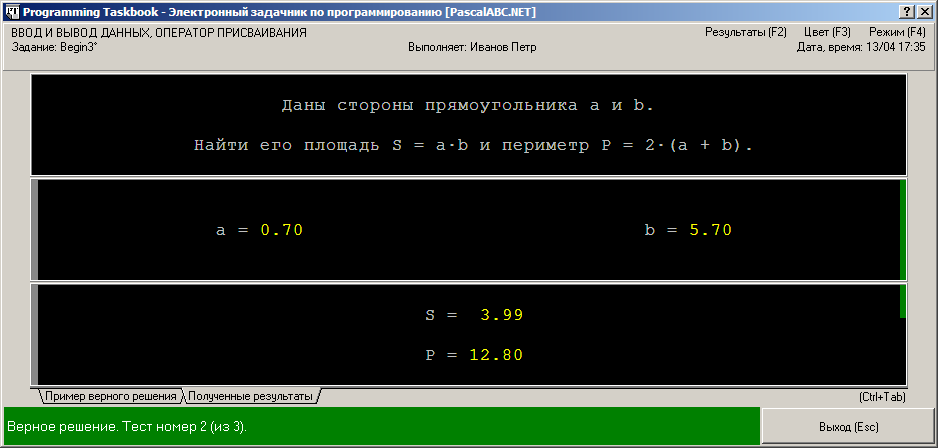 Programming Taskbook - Электронный задачник по программированию [PascalABC.NET]
ВВОД И ВЫВОД ДАННЫХ, ОПЕРАТОР ПРИСВАИВАНИЯ Результаты (F2) Цвет (F3) Режим (F4)
Задание: Begin3° Выполняет: Иванов Петр Дата, время: 13/04 17:35
Даны стороны прямоугольника a и b.
Найти его площадь S = a·b и периметр P = 2·(a + b).
a = 0.70 b = 5.70
S = 3.99
P = 12.80
Пример верного решения Полученные результаты (Ctrl+Tab)
Верное решение. Тест номер 2 (из 3). Выход (Esc)